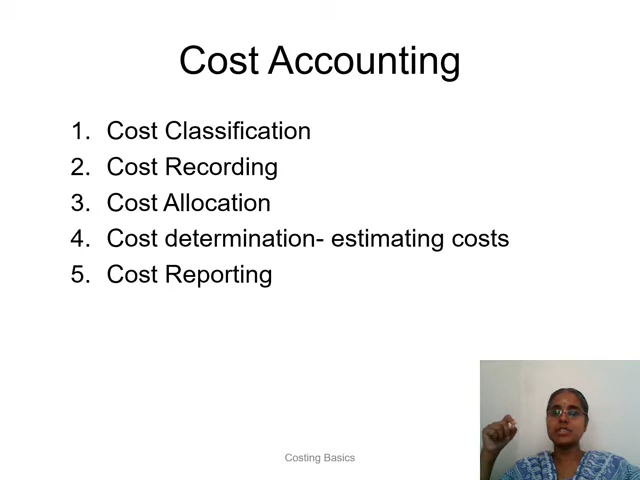 Cost Accounting
1. Cost Classification
2. Cost Recording
3. Cost Allocation
4. Cost determination- estimating costs
5. Cost Reporting
Costing Basics